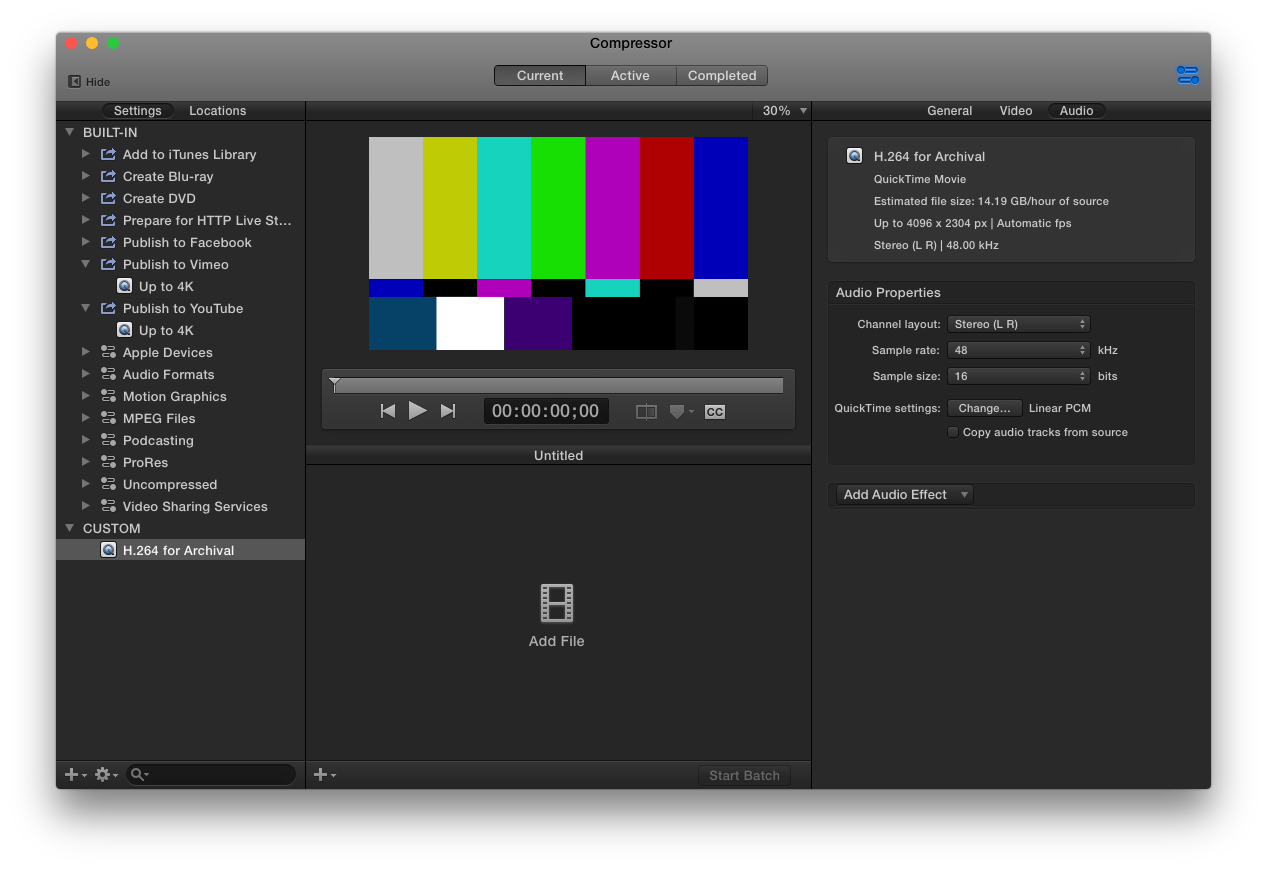 Compressor
Hide
Current Active Completed
Settings Locations
30%
General Video Audio
BUILT-IN
Add to iTunes Library
Create Blu-ray
Create DVD
Prepare for HTTP Live St...
Publish to Facebook
Publish to Vimeo
Up to 4K
Publish to YouTube
Up to 4K
Apple Devices
Audio Formats
Motion Graphics
MPEG Files
Podcasting
ProRes
Uncompressed
Video Sharing Services
CUSTOM
H.264 for Archival
00:00:00;00
CC
Untitled
Add File
Start Batch
H.264 for Archival
QuickTime Movie
Estimated file size: 14.19 GB/hour of source
Up to 4096 x 2304 px | Automatic fps
Stereo (L R) | 48.00 kHz
Audio Properties
Channel layout: Stereo (L R)
Sample rate: 48 kHz
Sample size: 16 bits
QuickTime settings: Change... Linear PCM
Copy audio tracks from source
Add Audio Effect